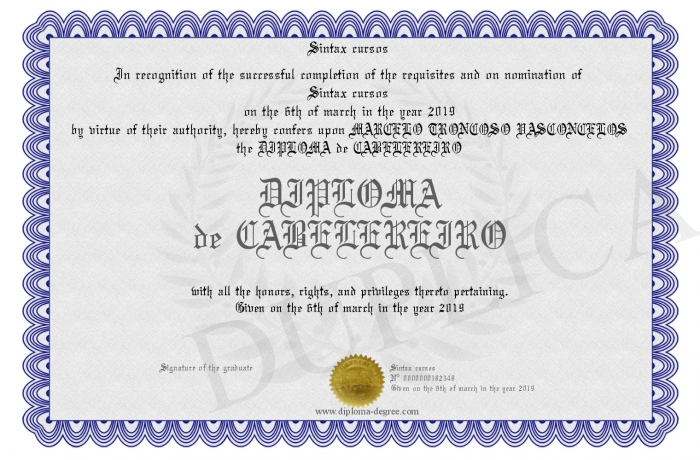 Sintax cursos
In recognition of the successful completion of the requisites and on nomination of
Sintax cursos
on the 6th of march in the year 2019
by virtue of their authority, hereby confers upon MARCELO TRONCOSO VASCONCELOS
the DIPLOMA de CABELEREIRO
DIPLOMA
de CABELEREIRO
with all the honors, rights, and privileges thereto pertaining.
Given on the 6th of march in the year 2019
DUPLICA
Signature of the graduate
Sintax cursos
Nº 0000000182348
Given on the 6th of march in the year 2019
www.diploma-degree.com